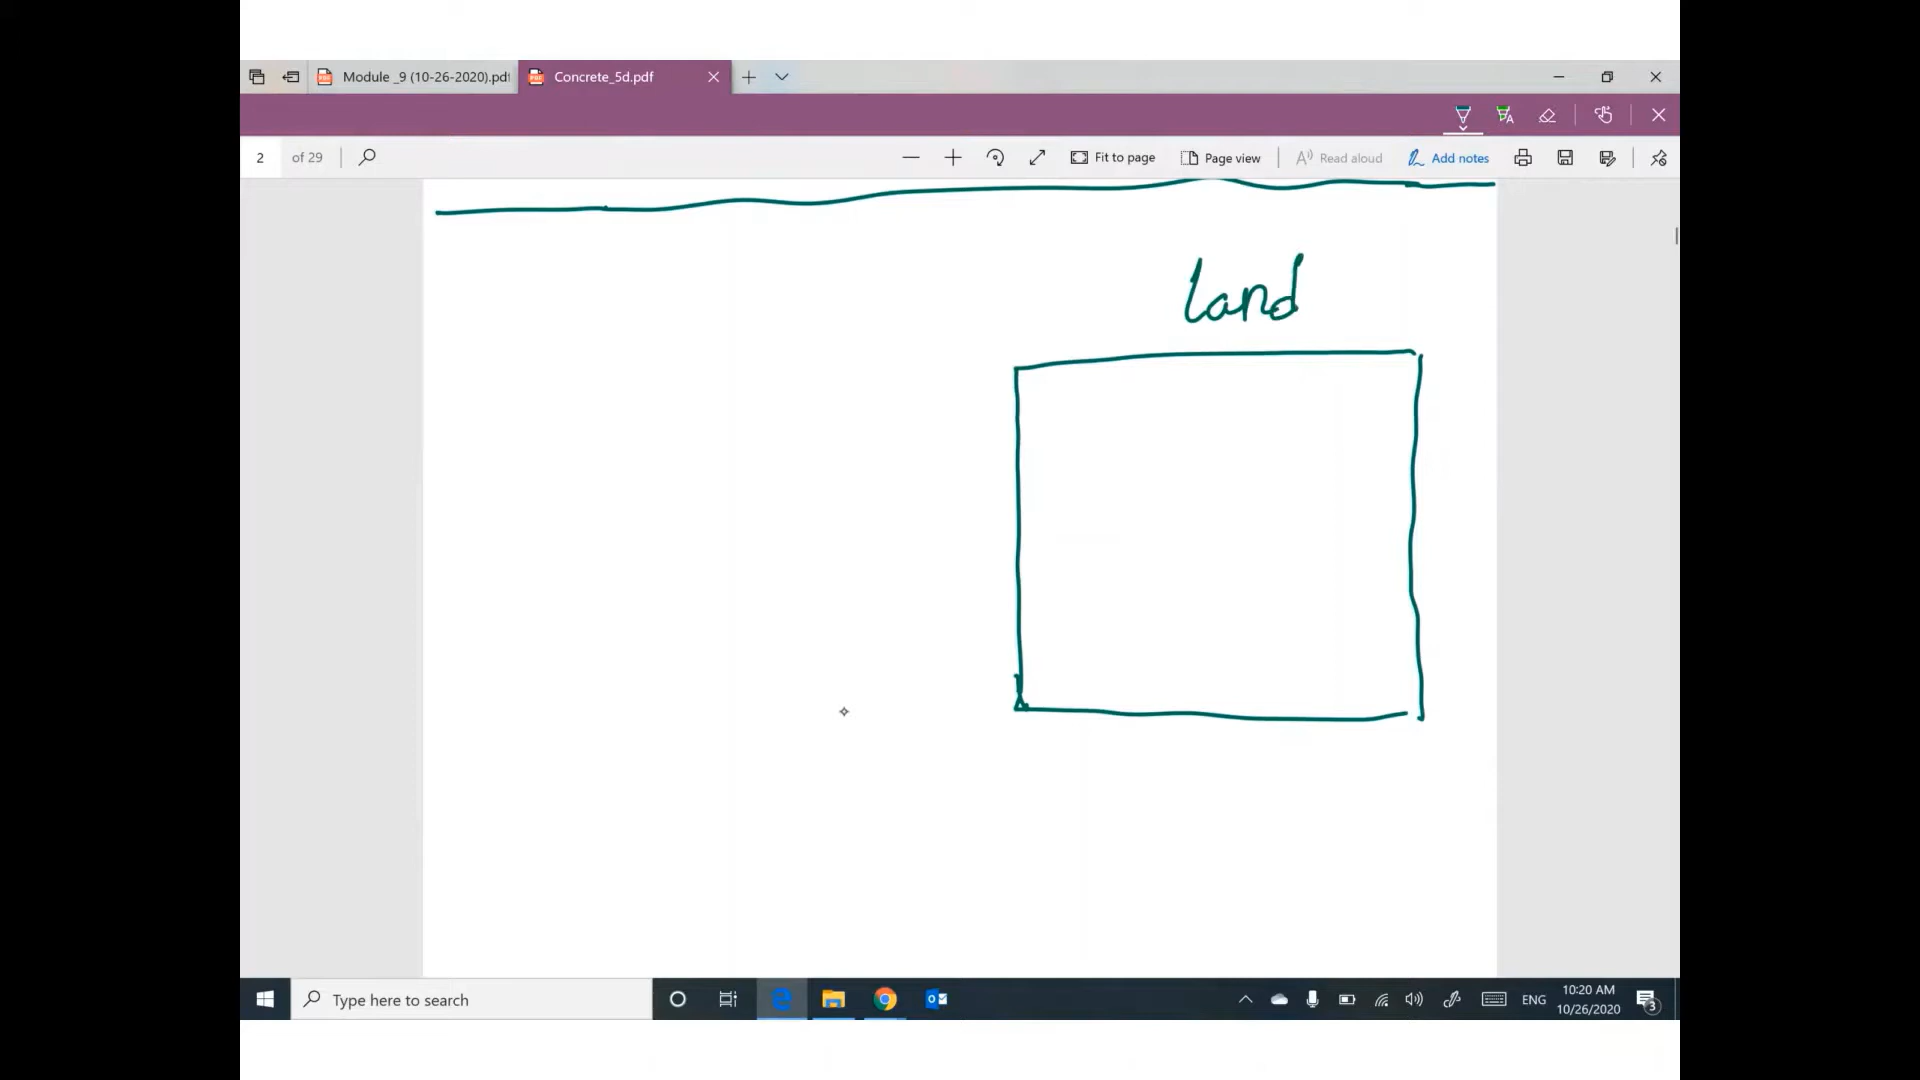 Module _9 (10-26-2020).pdf
Concrete_5d.pdf
2 of 29
Fit to page
Page view
Read aloud
Add notes
land
Type here to search
ENG
10:20 AM
10/26/2020
3